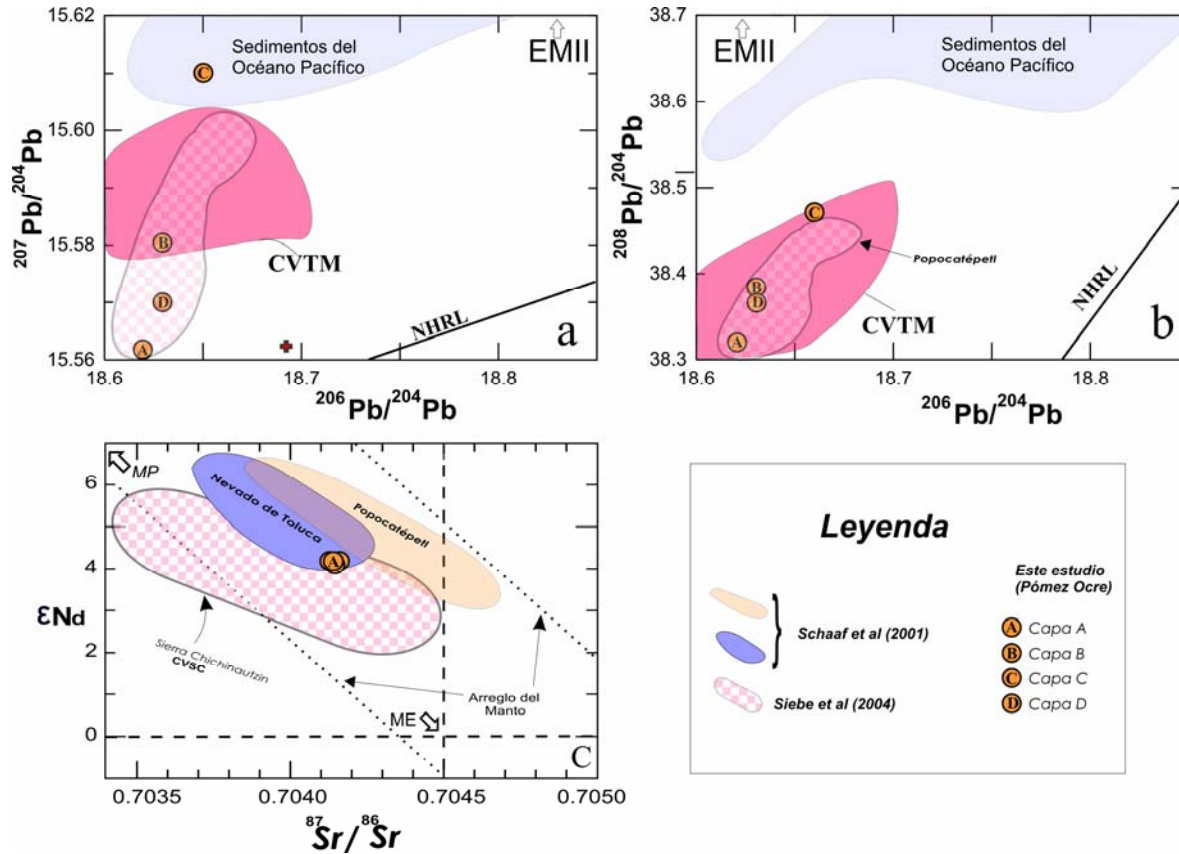 15.62
15.60
15.58
15.56
207Pb/204Pb
Sedimentos del
Océano Pacífico
EMII
C
B
D
A
CVTM
NHRL
a
18.6
18.7
18.8
206Pb/204Pb
38.7
38.6
38.5
38.4
38.3
208Pb/204Pb
EMII
Sedimentos del
Océano Pacífico
C
B
D
A
Popocatépetl
CVTM
NHRL
b
18.6
18.7
18.8
206Pb/204Pb
6
4
2
0
εNd
MP
Nevado de Toluca
Popocatépetl
A
Sierra Chichinautzin
CVSC
Arreglo del
Manto
ME
C
0.7035
0.7040
0.7045
0.7050
87Sr/86Sr
Leyenda
Schaaf et al (2001)
Siebe et al (2004)
Este estudio
(Pómez Ocre)
A Capa A
B Capa B
C Capa C
D Capa D